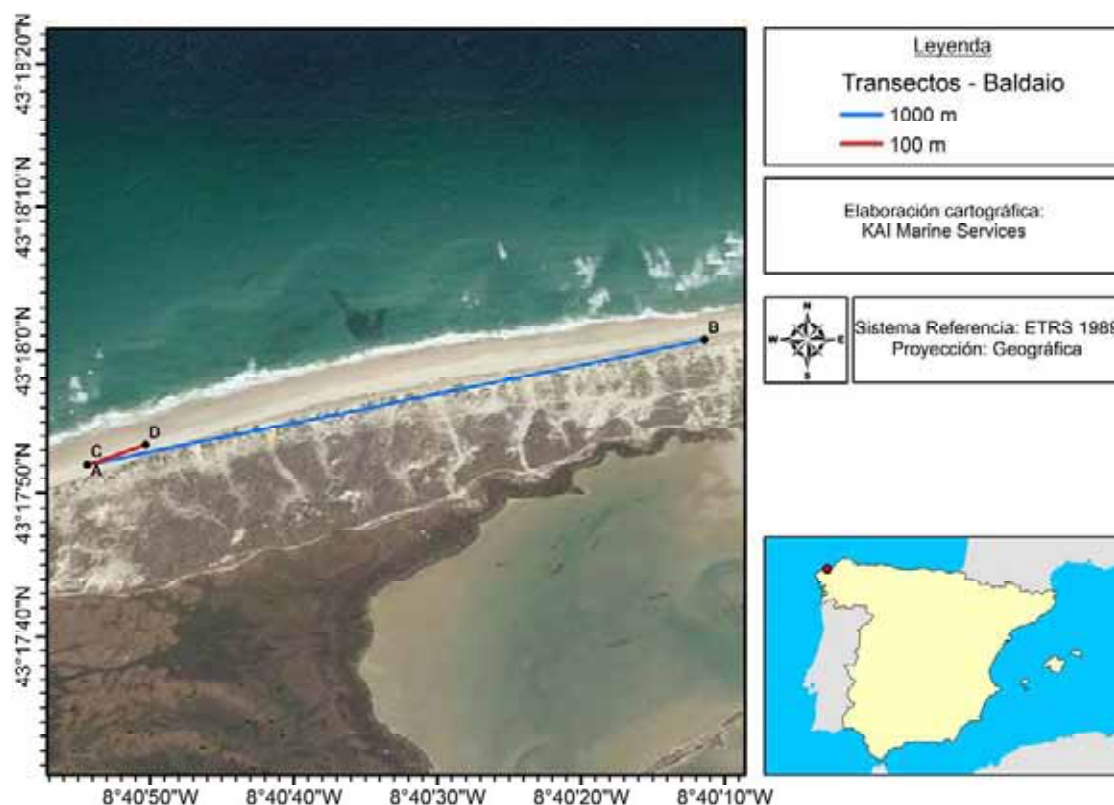 43°18'20"N
43°18'10"N
43°18'0"N
43°17'50"N
43°17'40"N
B
D
C
A
8°40'50"W
8°40'40"W
8°40'30"W
8°40'20"W
8°40'10"W
Leyenda
Transectos - Baldaio
1000 m
100 m
Elaboración cartográfica:
KAI Marine Services
N
W
E
S
Sistema Referencia: ETRS 1989
Proyección: Geográfica